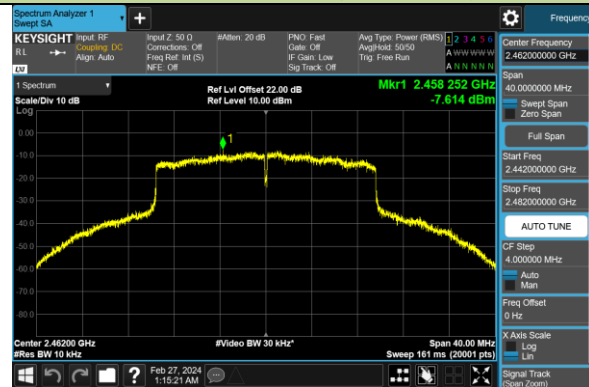 Spectrum Analyzer 1
Swept SA
+
Frequency
KEYSIGHT
RL
Input: RF
Coupling: DC
Align: Auto
Input Z: 50 Ω
Corrections: Off
Freq Ref: Int (S)
NFE: Off
#Atten: 20 dB
PNO: Fast
Gate: Off
IF Gain: Low
Sig Track: Off
Avg Type: Power (RMS)
Avg|Hold: 50/50
Trig: Free Run
1 2 3 4 5 6
A W W W W W
A N N N N N
LXI
1 Spectrum
Scale/Div 10 dB
Log
Ref Lvl Offset 22.00 dB
Ref Level 10.00 dBm
Mkr1 2.458 252 GHz
-7.614 dBm
1
0.00
-10.0
-20.0
-30.0
-40.0
-50.0
-60.0
-70.0
-80.0
Center 2.46200 GHz
#Res BW 10 kHz
#Video BW 30 kHz*
Span 40.00 MHz
Sweep 161 ms (20001 pts)
Center Frequency
2.462000000 GHz
Span
40.0000000 MHz
Swept Span
Zero Span
Full Span
Start Freq
2.442000000 GHz
Stop Freq
2.482000000 GHz
AUTO TUNE
CF Step
4.000000 MHz
Auto
Man
Freq Offset
0 Hz
X Axis Scale
Log
Lin
Signal Track
(Span Zoom)
?
Feb 27, 2024
1:15:21 AM